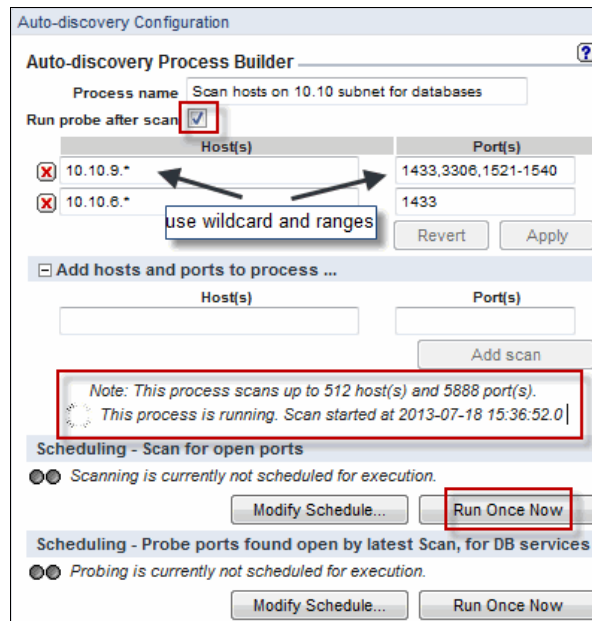 Auto-discovery Configuration
Auto-discovery Process Builder
?
Process name Scan hosts on 10.10 subnet for databases
Run probe after scan
Host(s) Port(s)
10.10.9.* 1433,3306,1521-1540
10.10.6.* 1433
use wildcard and ranges
Revert Apply
Add hosts and ports to process ...
Host(s) Port(s)
Add scan
Note: This process scans up to 512 host(s) and 5888 port(s).
This process is running. Scan started at 2013-07-18 15:36:52.0
Scheduling - Scan for open ports
Scanning is currently not scheduled for execution.
Modify Schedule... Run Once Now
Scheduling - Probe ports found open by latest Scan, for DB services
Probing is currently not scheduled for execution.
Modify Schedule... Run Once Now